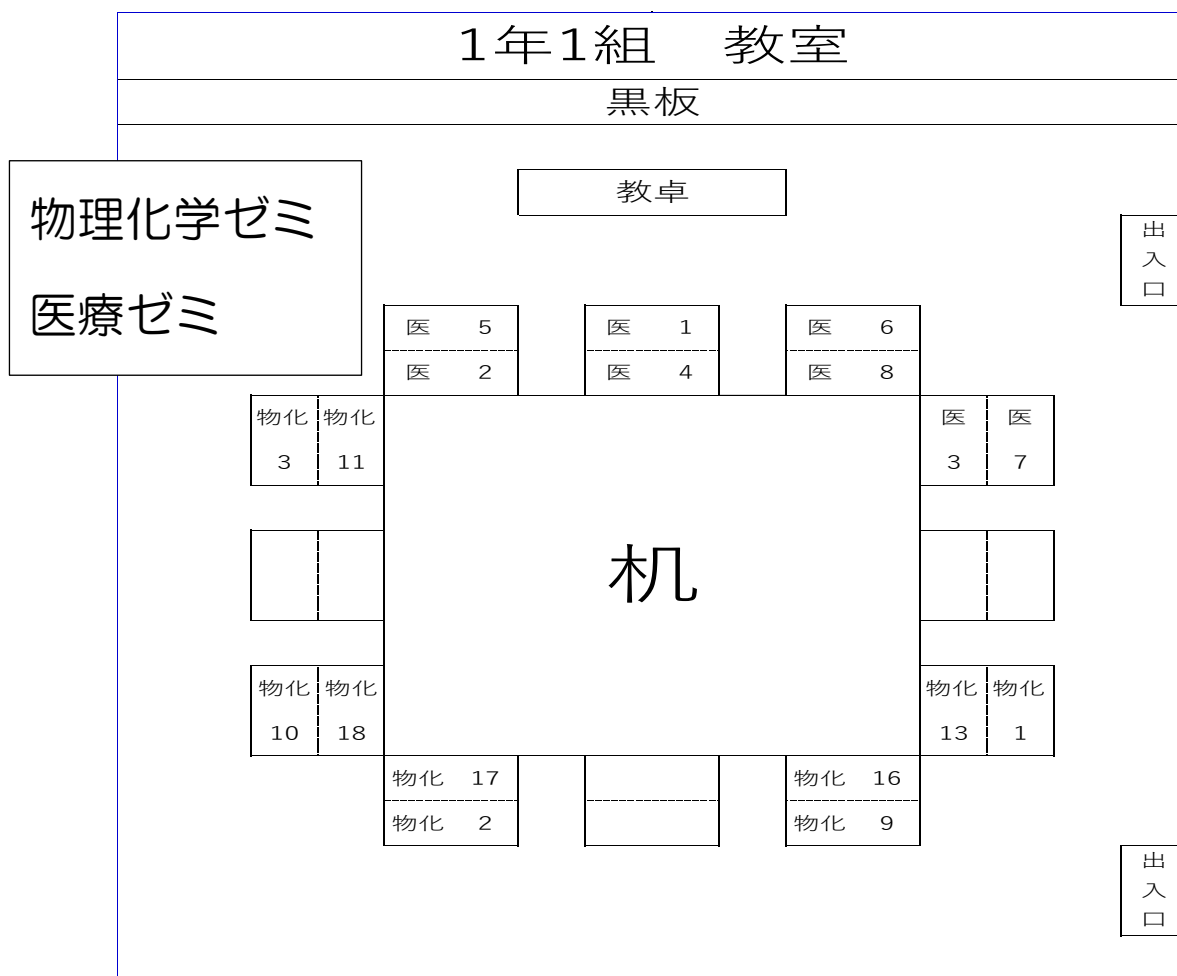 1年1組　教室
黒板
教卓
物理化学ゼミ
医療ゼミ
出入口
医 5 医 1 医 6
医 2 医 4 医 8
物化 物化 医 医
3 11 3 7
机
物化 物化 物化 物化
10 18 13 1
物化 17 物化 16
物化 2 物化 9
出入口